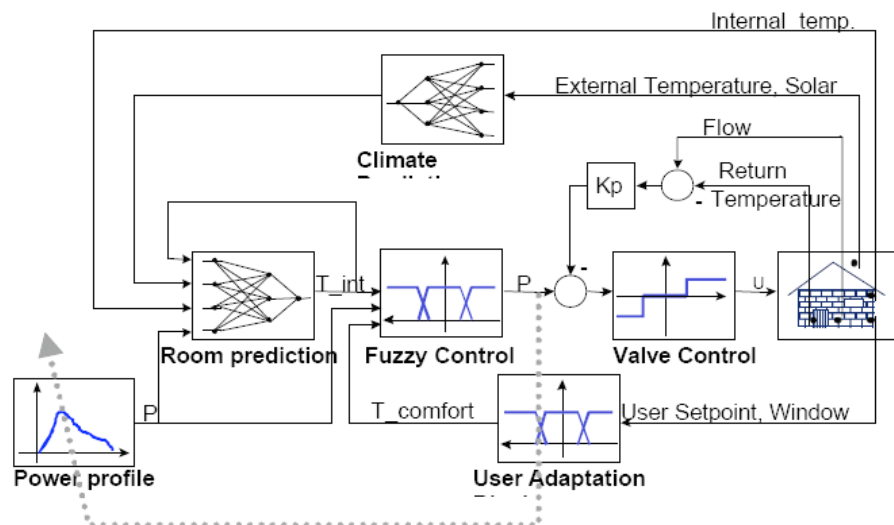 Internal temp.
External Temperature, Solar
Climate
Flow
Return
Temperature
Kp
-
T_int
P
-
U
Room prediction
Fuzzy Control
Valve Control
P
T_comfort
User Setpoint, Window
Power profile
User Adaptation